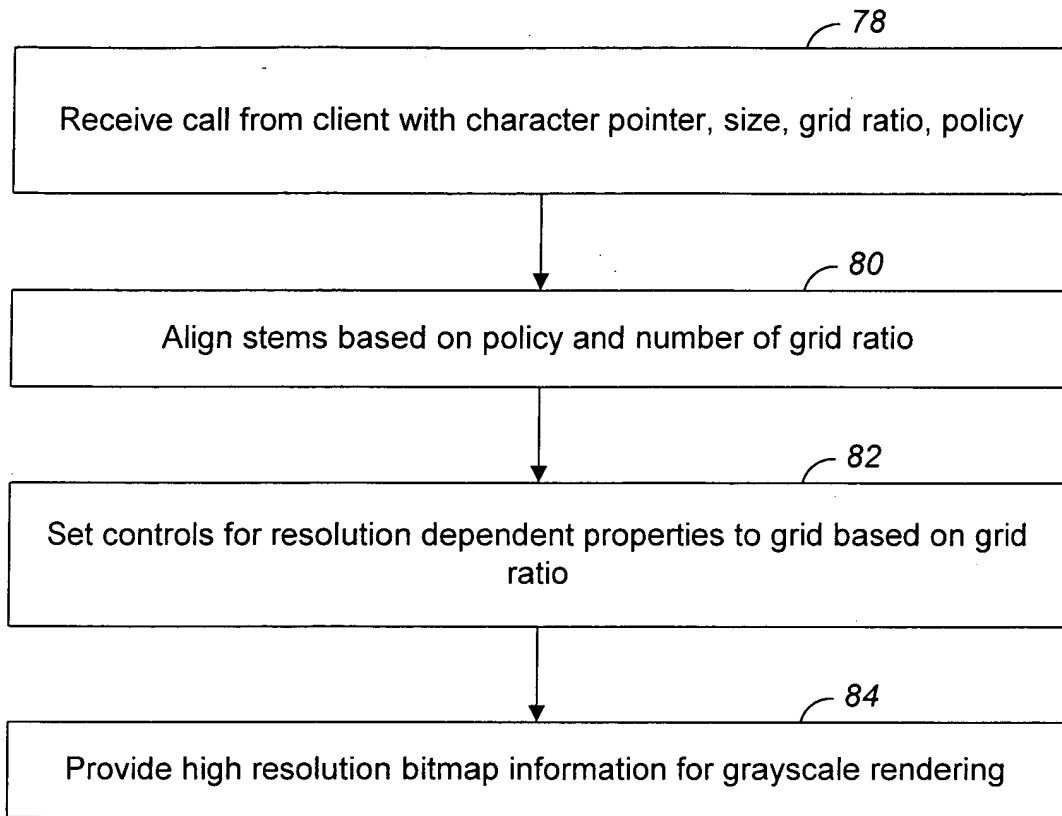 78
Receive call from client with character pointer, size, grid ratio, policy
80
Align stems based on policy and number of grid ratio
82
Set controls for resolution dependent properties to grid based on grid
ratio
84
Provide high resolution bitmap information for grayscale rendering